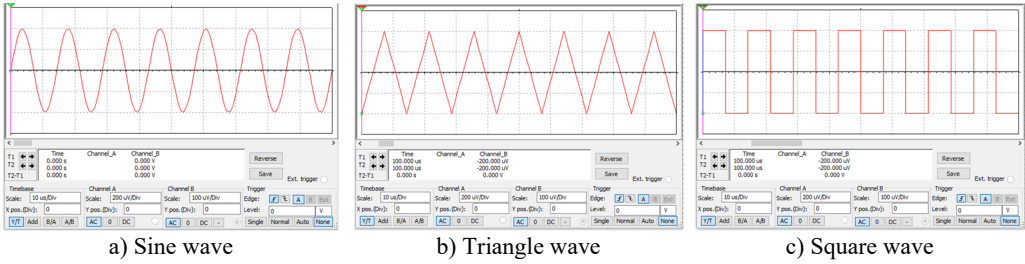 Time Channel_A Channel_B
T1 0.000 s 0.000 V
T2 0.000 s 0.000 V
T2-T1 0.000 s 0.000 V
Reverse
Save
Ext. trigger
Timebase Channel A Channel B Trigger
Scale: 10 us/Div Scale: 200 uV/Div Scale: 100 uV/Div Edge: A B Ext
X pos.(Div): 0 Y pos.(Div): 0 Y pos.(Div): 0 Level: 0 V
Y/T Add B/A A/B AC 0 DC AC 0 DC - Single Normal Auto None
a) Sine wave
Time Channel_A Channel_B
T1 100.000 us -200.000 uV
T2 100.000 us -200.000 uV
T2-T1 0.000 s 0.000 V
Reverse
Save
Ext. trigger
Timebase Channel A Channel B Trigger
Scale: 10 us/Div Scale: 200 uV/Div Scale: 100 uV/Div Edge: A B Ext
X pos.(Div): 0 Y pos.(Div): 0 Y pos.(Div): 0 Level: 0 V
Y/T Add B/A A/B AC 0 DC AC 0 DC - Single Normal Auto None
b) Triangle wave
Time Channel_A Channel_B
T1 100.000 us -200.000 uV
T2 100.000 us -200.000 uV
T2-T1 0.000 s 0.000 V
Reverse
Save
Ext. trigger
Timebase Channel A Channel B Trigger
Scale: 10 us/Div Scale: 200 uV/Div Scale: 100 uV/Div Edge: A B Ext
X pos.(Div): 0 Y pos.(Div): 0 Y pos.(Div): 0 Level: 0 V
Y/T Add B/A A/B AC 0 DC AC 0 DC - Single Normal Auto None
c) Square wave